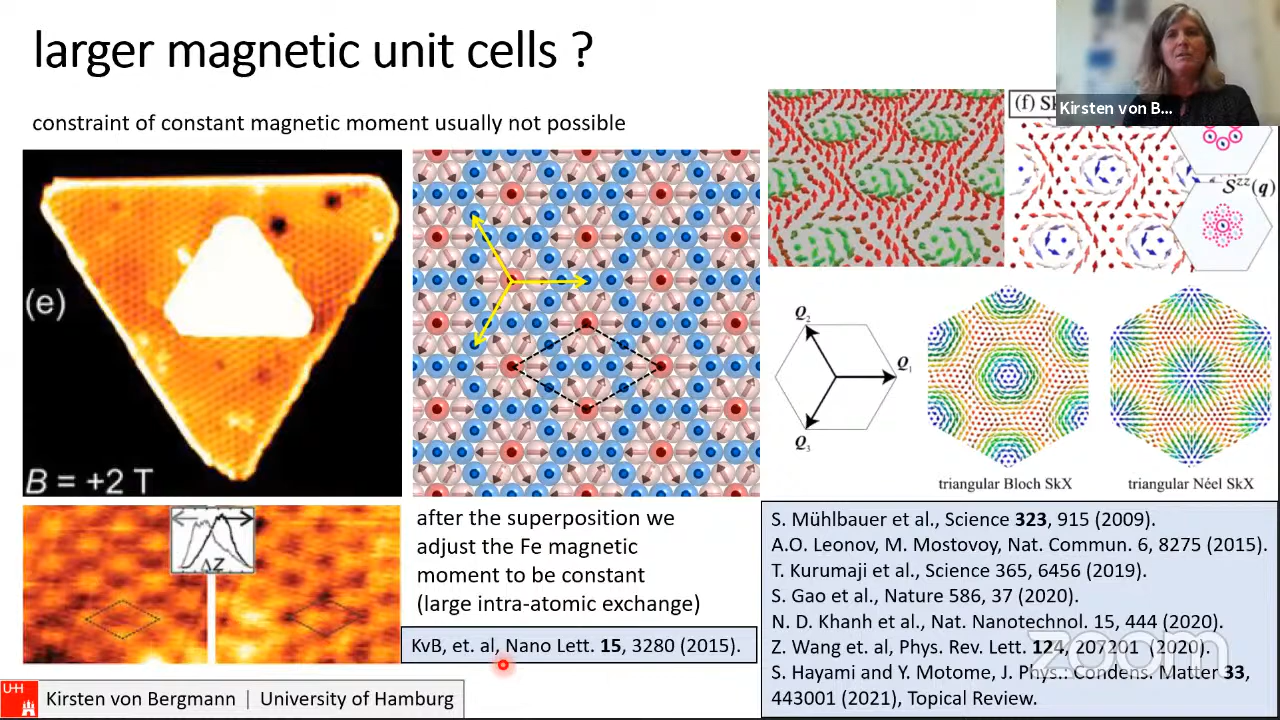 larger magnetic unit cells ?
Kirsten von B...
constraint of constant magnetic moment usually not possible
(e)
B = +2 T
ΔZ
(f) Sk
S^zz(q)
Q2
Q1
Q3
triangular Bloch SkX
triangular Néel SkX
after the superposition we
adjust the Fe magnetic
moment to be constant
(large intra-atomic exchange)
KvB, et. al, Nano Lett. 15, 3280 (2015).
S. Mühlbauer et al., Science 323, 915 (2009).
A.O. Leonov, M. Mostovoy, Nat. Commun. 6, 8275 (2015).
T. Kurumaji et al., Science 365, 6456 (2019).
S. Gao et al., Nature 586, 37 (2020).
N. D. Khanh et al., Nat. Nanotechnol. 15, 444 (2020).
Z. Wang et. al, Phys. Rev. Lett. 124, 207201 (2020).
S. Hayami and Y. Motome, J. Phys.: Condens. Matter 33,
443001 (2021), Topical Review.
zoom
UH
Kirsten von Bergmann | University of Hamburg